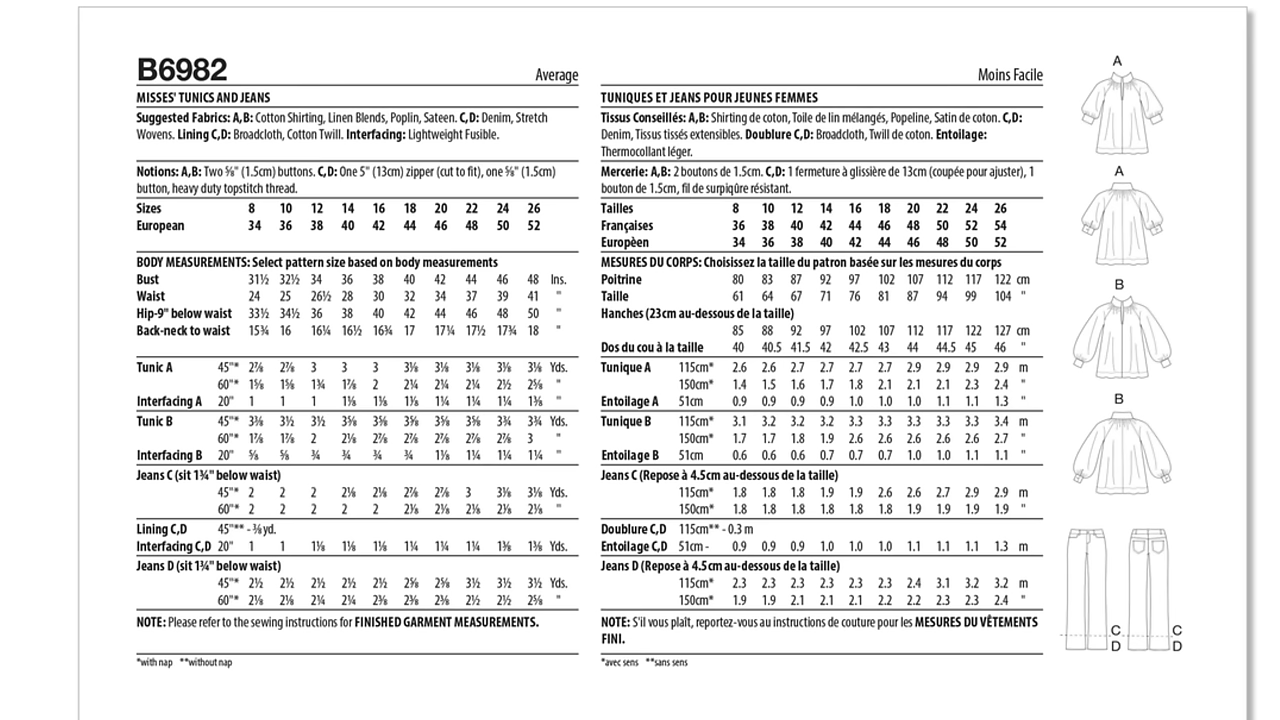 B6982 Average
MISSES' TUNICS AND JEANS
Suggested Fabrics: A,B: Cotton Shirting, Linen Blends, Poplin, Sateen. C,D: Denim, Stretch
Wovens. Lining C,D: Broadcloth, Cotton Twill. Interfacing: Lightweight Fusible.
Notions: A,B: Two ⅝" (1.5cm) buttons. C,D: One 5" (13cm) zipper (cut to fit), one ⅝" (1.5cm)
button, heavy duty topstitch thread.
Sizes 8 10 12 14 16 18 20 22 24 26
European 34 36 38 40 42 44 46 48 50 52
BODY MEASUREMENTS: Select pattern size based on body measurements
Bust 31½ 32½ 34 36 38 40 42 44 46 48 Ins.
Waist 24 25 26½ 28 30 32 34 37 39 41 "
Hip-9" below waist 33½ 34½ 36 38 40 42 44 46 48 50 "
Back-neck to waist 15¾ 16 16¼ 16½ 16¾ 17 17¼ 17½ 17¾ 18 "
Tunic A 45"* 2⅞ 2⅞ 3 3 3 3⅛ 3⅛ 3⅛ 3⅛ 3⅛ Yds.
60"* 1⅝ 1⅝ 1¾ 1⅞ 2 2¼ 2¼ 2¼ 2½ 2⅝ "
Interfacing A 20" 1 1 1 1⅛ 1⅛ 1⅛ 1¼ 1¼ 1¼ 1⅜ "
Tunic B 45"* 3⅜ 3½ 3½ 3⅝ 3⅝ 3⅝ 3⅝ 3⅝ 3¾ 3¾ Yds.
60"* 1⅞ 1⅞ 2 2⅛ 2⅞ 2⅞ 2⅞ 2⅞ 2⅞ 3 "
Interfacing B 20" ⅝ ⅝ ¾ ¾ ¾ ¾ 1⅛ 1¼ 1¼ 1¼ "
Jeans C (sit 1¾" below waist)
45"* 2 2 2 2⅛ 2⅛ 2⅞ 2⅞ 3 3⅛ 3⅛ Yds.
60"* 2 2 2 2 2 2⅛ 2⅛ 2⅛ 2⅛ 2⅛ "
Lining C,D 45"** - ⅜ yd.
Interfacing C,D 20" 1 1 1⅛ 1⅛ 1⅛ 1¼ 1¼ 1¼ 1⅜ 1⅜ Yds.
Jeans D (sit 1¾" below waist)
45"* 2½ 2½ 2½ 2½ 2½ 2⅝ 2⅝ 3½ 3½ 3½ Yds.
60"* 2⅛ 2⅛ 2¼ 2¼ 2⅜ 2⅜ 2⅜ 2½ 2½ 2⅝ "
NOTE: Please refer to the sewing instructions for FINISHED GARMENT MEASUREMENTS.
*with nap **without nap
Moins Facile
TUNIQUES ET JEANS POUR JEUNES FEMMES
Tissus Conseillés: A,B: Shirting de coton, Toile de lin mélangés, Popeline, Satin de coton. C,D:
Denim, Tissus tissés extensibles. Doublure C,D: Broadcloth, Twill de coton. Entoilage:
Thermocollant léger.
Mercerie: A,B: 2 boutons de 1.5cm. C,D: 1 fermeture à glissière de 13cm (coupée pour ajuster), 1
bouton de 1.5cm, fil de surpiqûre résistant.
Tailles 8 10 12 14 16 18 20 22 24 26
Françaises 36 38 40 42 44 46 48 50 52 54
Europèen 34 36 38 40 42 44 46 48 50 52
MESURES DU CORPS: Choisissez la taille du patron basée sur les mesures du corps
Poitrine 80 83 87 92 97 102 107 112 117 122 cm
Taille 61 64 67 71 76 81 87 94 99 104 "
Hanches (23cm au-dessous de la taille)
85 88 92 97 102 107 112 117 122 127 cm
Dos du cou à la taille 40 40.5 41.5 42 42.5 43 44 44.5 45 46 "
Tunique A 115cm* 2.6 2.6 2.7 2.7 2.7 2.7 2.9 2.9 2.9 2.9 m
150cm* 1.4 1.5 1.6 1.7 1.8 2.1 2.1 2.1 2.3 2.4 "
Entoilage A 51cm 0.9 0.9 0.9 0.9 1.0 1.0 1.0 1.1 1.1 1.3 "
Tunique B 115cm* 3.1 3.2 3.2 3.2 3.3 3.3 3.3 3.3 3.3 3.4 m
150cm* 1.7 1.7 1.8 1.9 2.6 2.6 2.6 2.6 2.6 2.7 "
Entoilage B 51cm 0.6 0.6 0.6 0.7 0.7 0.7 1.0 1.0 1.1 1.1 "
Jeans C (Repose à 4.5cm au-dessous de la taille)
115cm* 1.8 1.8 1.8 1.9 1.9 2.6 2.6 2.7 2.9 2.9 m
150cm* 1.8 1.8 1.8 1.8 1.8 1.9 1.9 1.9 1.9 1.9 "
Doublure C,D 115cm** - 0.3 m
Entoilage C,D 51cm - 0.9 0.9 0.9 1.0 1.0 1.0 1.1 1.1 1.1 1.3 m
Jeans D (Repose à 4.5cm au-dessous de la taille)
115cm* 2.3 2.3 2.3 2.3 2.3 2.3 2.4 3.1 3.2 3.2 m
150cm* 1.9 1.9 2.1 2.1 2.1 2.2 2.2 2.3 2.3 2.4 "
NOTE: S'il vous plaît, reportez-vous au instructions de couture pour les MESURES DU VÊTEMENTS
FINI.
*avec sens **sans sens
A
A
B
B
C C
D D